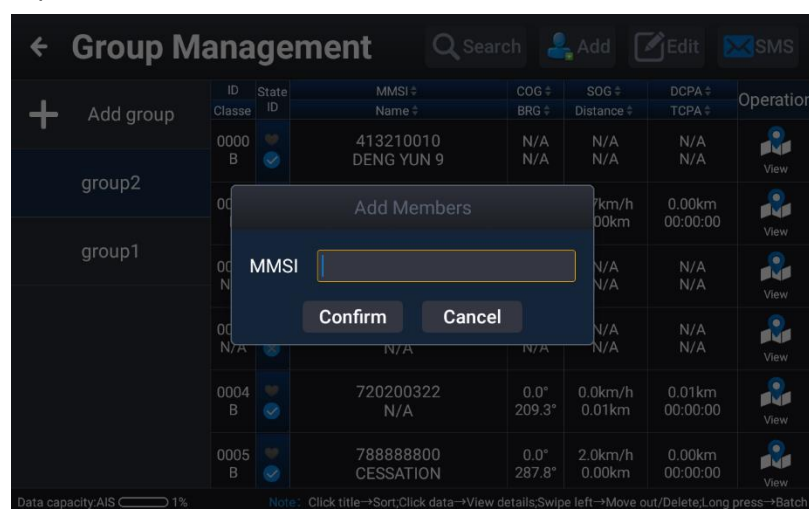 Group Management
Search
Add
Edit
SMS
Add group
group2
group1
ID State MMSI COG SOG DCPA Operation
Classe ID Name BRG Distance TCPA
0000 413210010 N/A N/A N/A
B DENG YUN 9 N/A N/A N/A
View
Add Members
MMSI
Confirm Cancel
km/h 0.00km
00km 00:00:00
View
N/A N/A
N/A N/A
View
N/A N/A
N/A N/A N/A N/A N/A
View
0004 720200322 0.0° 0.0km/h 0.01km
B N/A 209.3° 0.01km 00:00:00
View
0005 788888800 0.0° 2.0km/h 0.00km
B CESSATION 287.8° 0.00km 00:00:00
View
Data capacity:AIS 1% Note: Click title→Sort;Click data→View details;Swipe left→Move out/Delete;Long press→Batch